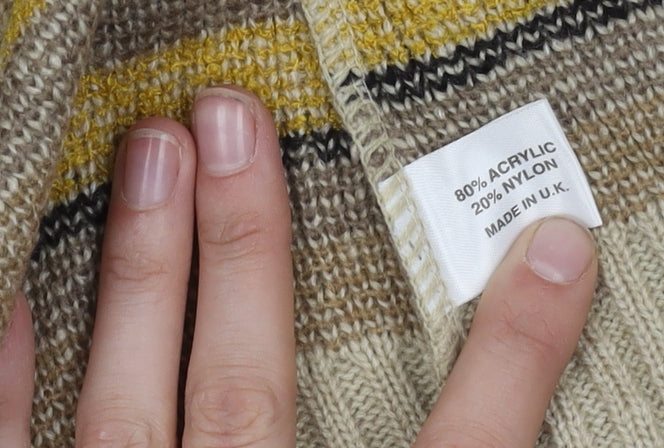 80% ACRYLIC
20% NYLON
MADE IN U.K.